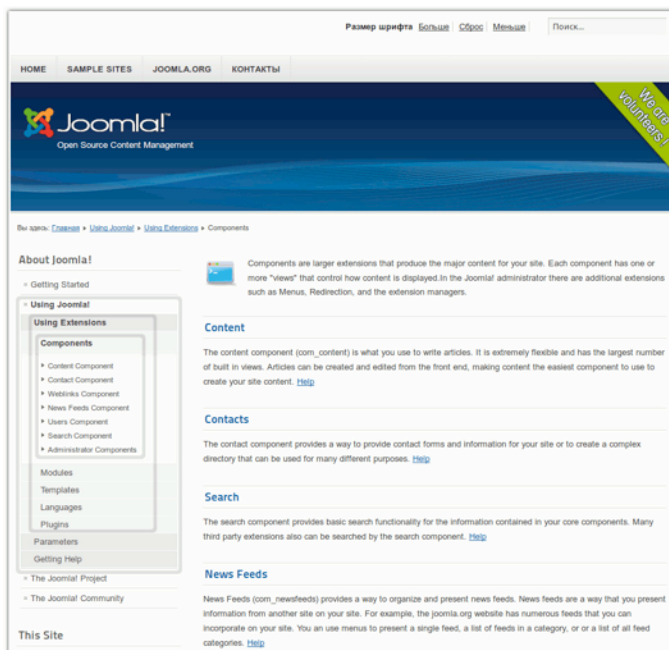 Размер шрифта Больше Сброс Меньше Поиск...
HOME SAMPLE SITES JOOMLA.ORG КОНТАКТЫ
We are
volunteers!
Joomla!™
Open Source Content Management
Вы здесь: Главная Using Joomla! Using Extensions Components
About Joomla!
Getting Started
Using Joomla!
Using Extensions
Components
Content Component
Contact Component
Weblinks Component
News Feeds Component
Users Component
Search Component
Administrator Components
Modules
Templates
Languages
Plugins
Parameters
Getting Help
The Joomla! Project
The Joomla! Community
This Site
Components are larger extensions that produce the major content for your site. Each component has one or
more "views" that control how content is displayed.In the Joomla! administrator there are additional extensions
such as Menus, Redirection, and the extension managers.
Content
The content component (com_content) is what you use to write articles. It is extremely flexible and has the largest number
of built in views. Articles can be created and edited from the front end, making content the easiest component to use to
create your site content. Help
Contacts
The contact component provides a way to provide contact forms and information for your site or to create a complex
directory that can be used for many different purposes. Help
Search
The search component provides basic search functionality for the information contained in your core components. Many
third party extensions also can be searched by the search component. Help
News Feeds
News Feeds (com_newsfeeds) provides a way to organize and present news feeds. News feeds are a way that you present
information from another site on your site. For example, the joomla.org website has numerous feeds that you can
incorporate on your site. You an use menus to present a single feed, a list of feeds in a category, or or a list of all feed
categories. Help